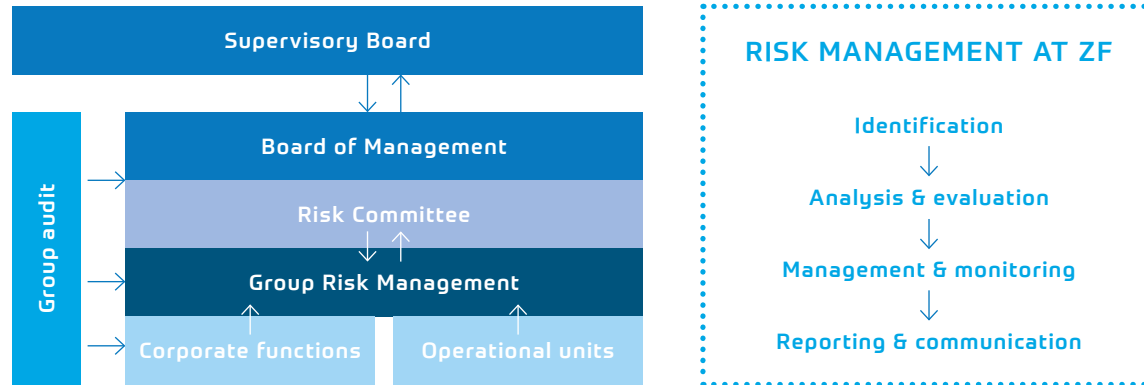 Supervisory Board
Group audit
Board of Management
Risk Committee
Group Risk Management
Corporate functions
Operational units
RISK MANAGEMENT AT ZF
Identification
Analysis & evaluation
Management & monitoring
Reporting & communication